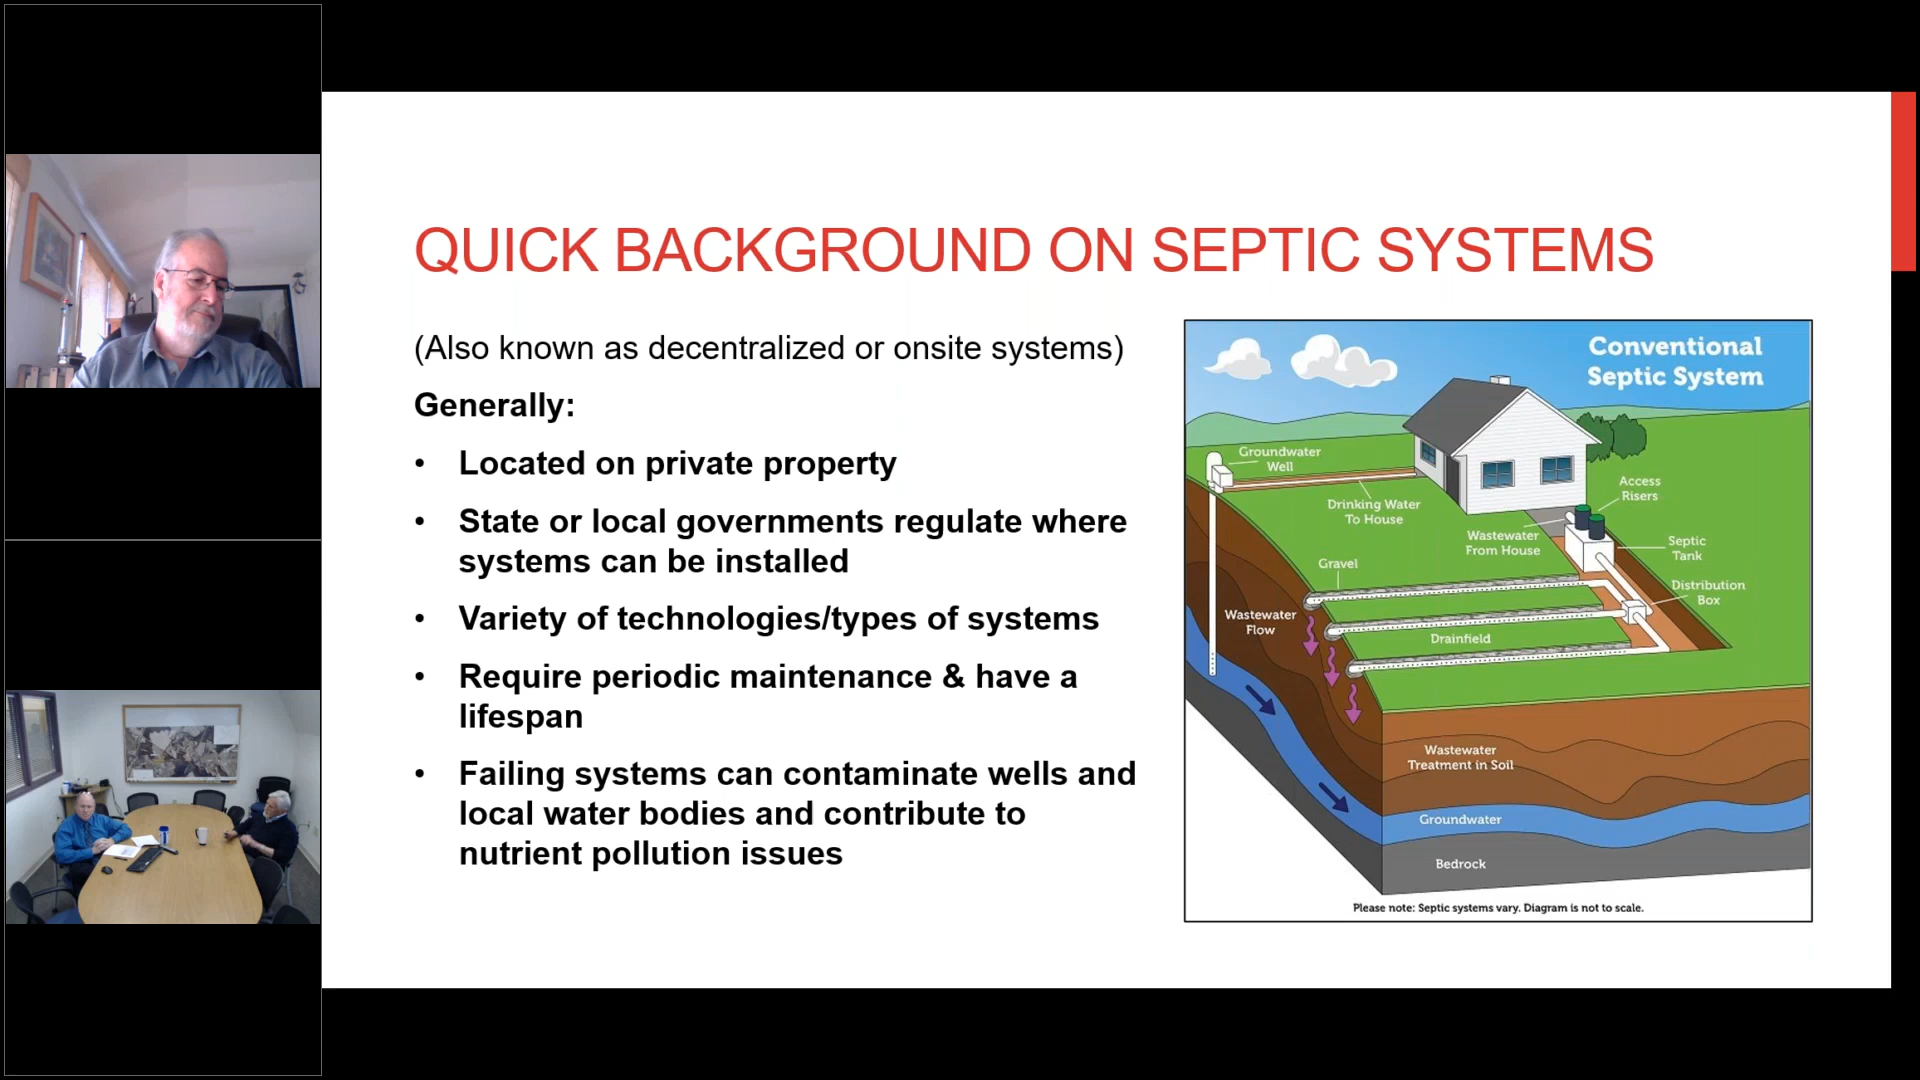 QUICK BACKGROUND ON SEPTIC SYSTEMS
(Also known as decentralized or onsite systems)
Generally:
• Located on private property
• State or local governments regulate where
systems can be installed
• Variety of technologies/types of systems
• Require periodic maintenance & have a
lifespan
• Failing systems can contaminate wells and
local water bodies and contribute to
nutrient pollution issues
Conventional
Septic System
Groundwater
Well
Drinking Water
To House
Access
Risers
Wastewater
From House
Septic
Tank
Gravel
Distribution
Box
Wastewater
Flow
Drainfield
Wastewater
Treatment in Soil
Groundwater
Bedrock
Please note: Septic systems vary. Diagram is not to scale.